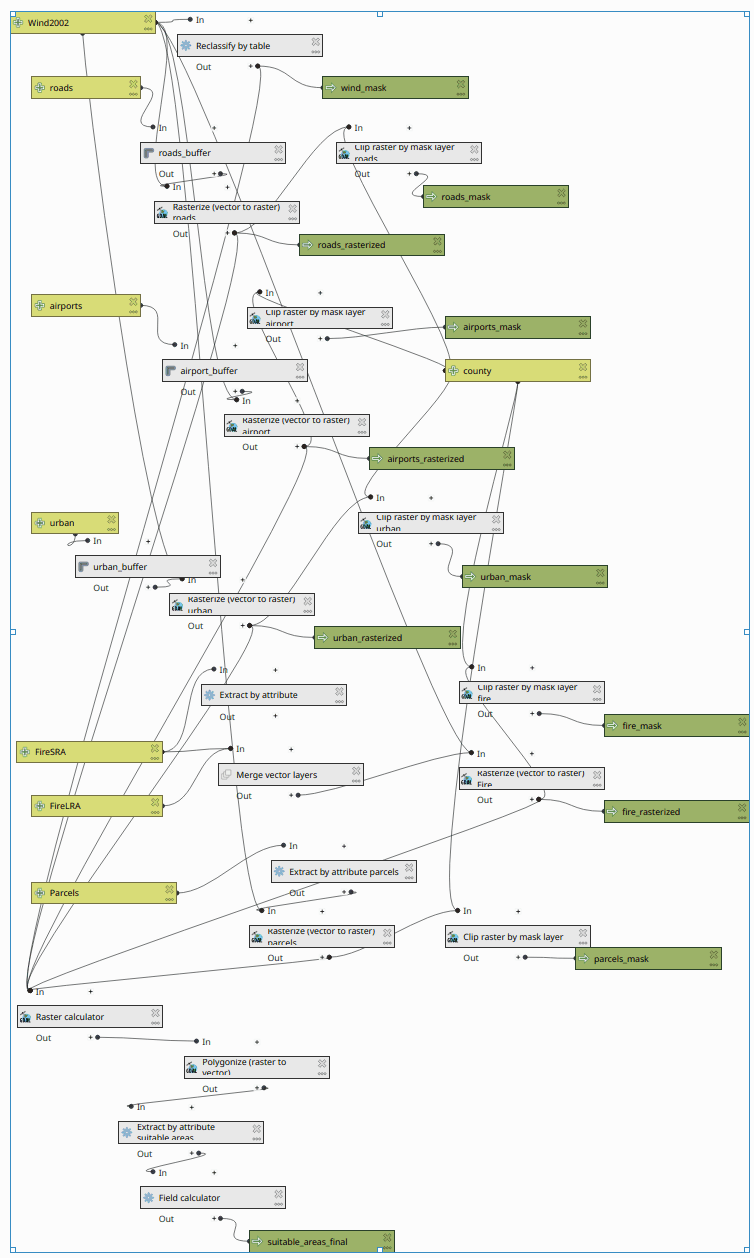 Wind2002
In
Reclassify by table
Out
roads
wind_mask
In
In
roads_buffer
Clip raster by mask layer
roads
Out
Out
In
roads_mask
Rasterize (vector to raster)
roads
Out
roads_rasterized
In
airports
Clip raster by mask layer
airport
airports_mask
Out
In
airport_buffer
county
Out
In
Rasterize (vector to raster)
airport
Out
airports_rasterized
In
urban
Clip raster by mask layer
urban
In
Out
urban_buffer
urban_mask
In
Out
Rasterize (vector to raster)
urban
Out
urban_rasterized
In
In
Extract by attribute
Clip raster by mask layer
fire
Out
Out
fire_mask
FireSRA
In
In
Merge vector layers
Rasterize (vector to raster)
Fire
Out
Out
FireLRA
fire_rasterized
In
Extract by attribute parcels
Parcels
Out
In
In
Rasterize (vector to raster)
parcels
Clip raster by mask layer
Out
Out
parcels_mask
In
Raster calculator
Out
In
Polygonize (raster to
vector)
Out
In
Extract by attribute
suitable areas
Out
In
Field calculator
Out
suitable_areas_final